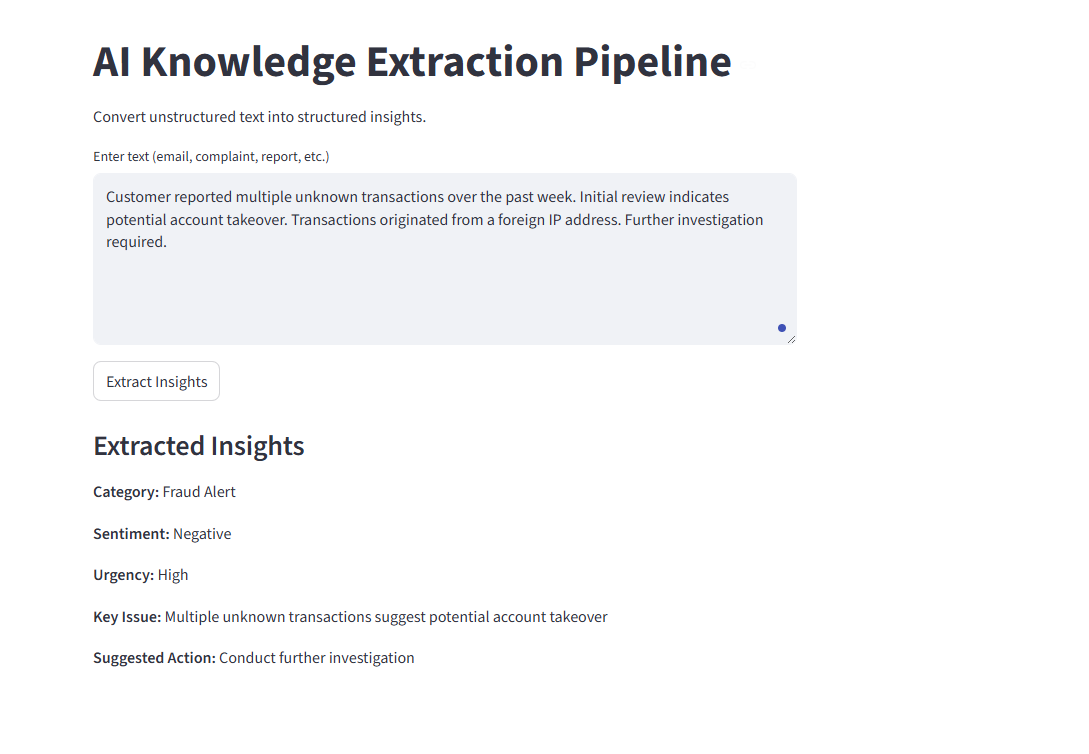 AI Knowledge Extraction Pipeline
Convert unstructured text into structured insights.
Enter text (email, complaint, report, etc.)
Customer reported multiple unknown transactions over the past week. Initial review indicates
potential account takeover. Transactions originated from a foreign IP address. Further investigation
required.
Extract Insights
Extracted Insights
Category: Fraud Alert
Sentiment: Negative
Urgency: High
Key Issue: Multiple unknown transactions suggest potential account takeover
Suggested Action: Conduct further investigation